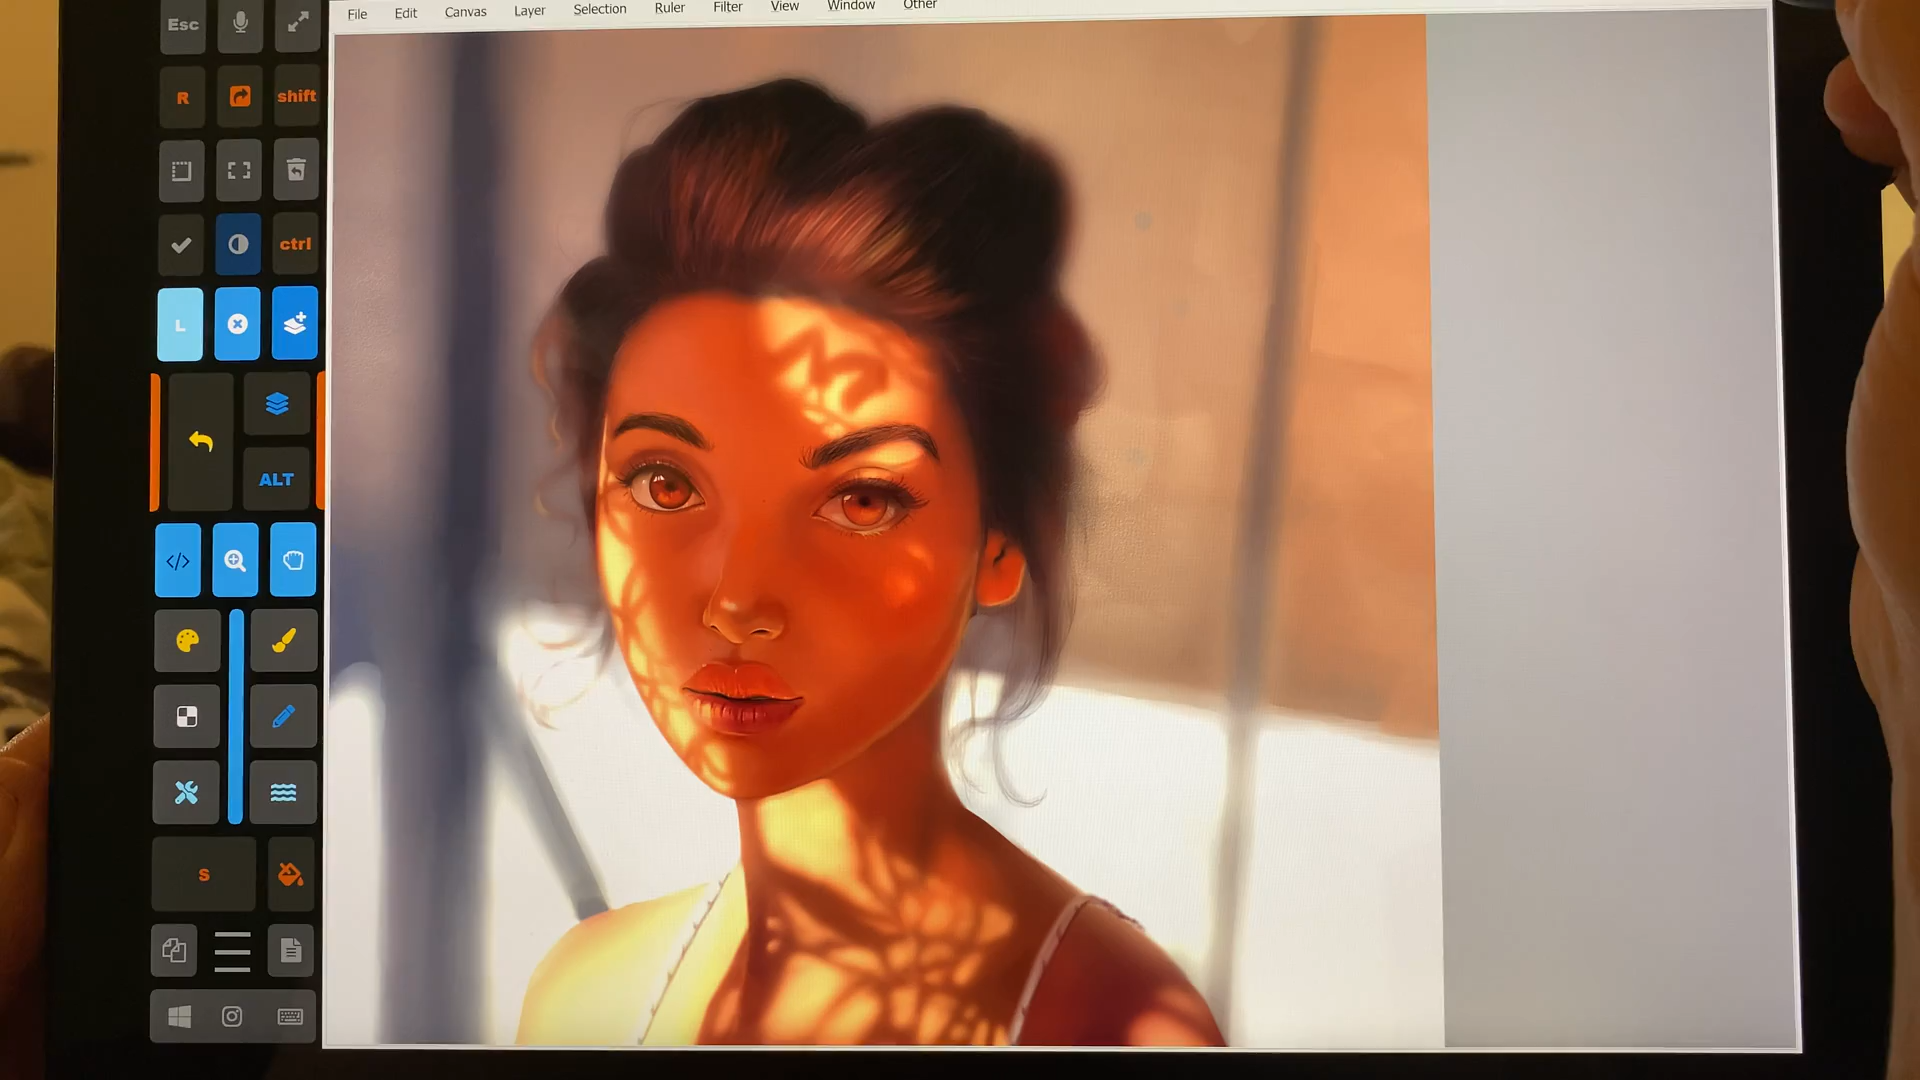 File Edit Canvas Layer Selection Ruler Filter View Window Other
Esc
R shift
ctrl
L
ALT
</>
S